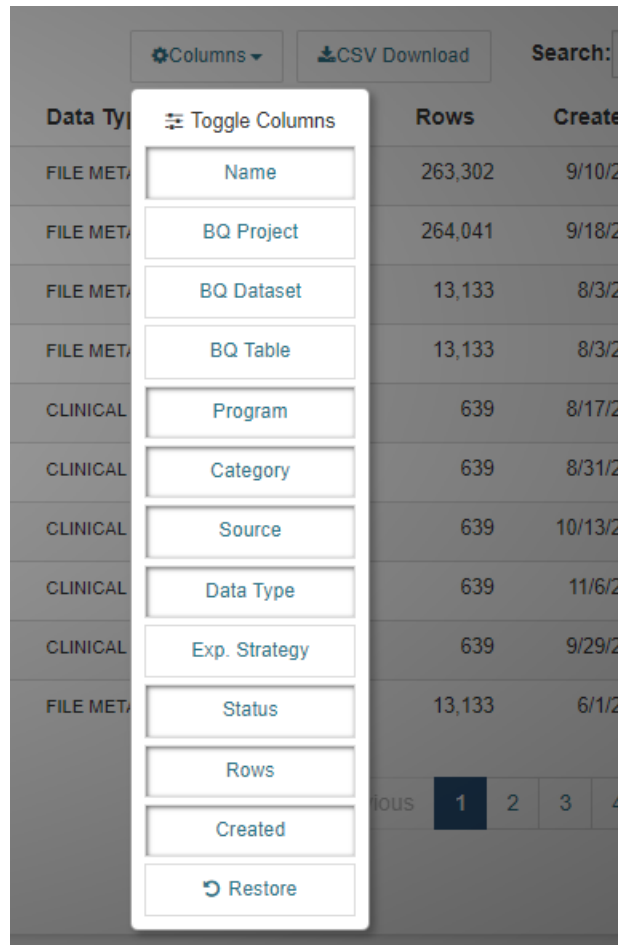 Columns
CSV Download
Search:
Toggle Columns
Name
BQ Project
BQ Dataset
BQ Table
Program
Category
Source
Data Type
Exp. Strategy
Status
Rows
Created
Restore
Data Ty
Rows
Create
FILE META
263,302
9/10/2
FILE META
264,041
9/18/2
FILE META
13,133
8/3/2
FILE META
13,133
8/3/2
CLINICAL
639
8/17/2
CLINICAL
639
8/31/2
CLINICAL
639
10/13/2
CLINICAL
639
11/6/2
CLINICAL
639
9/29/2
FILE META
13,133
6/1/2
ious
1
2
3
4